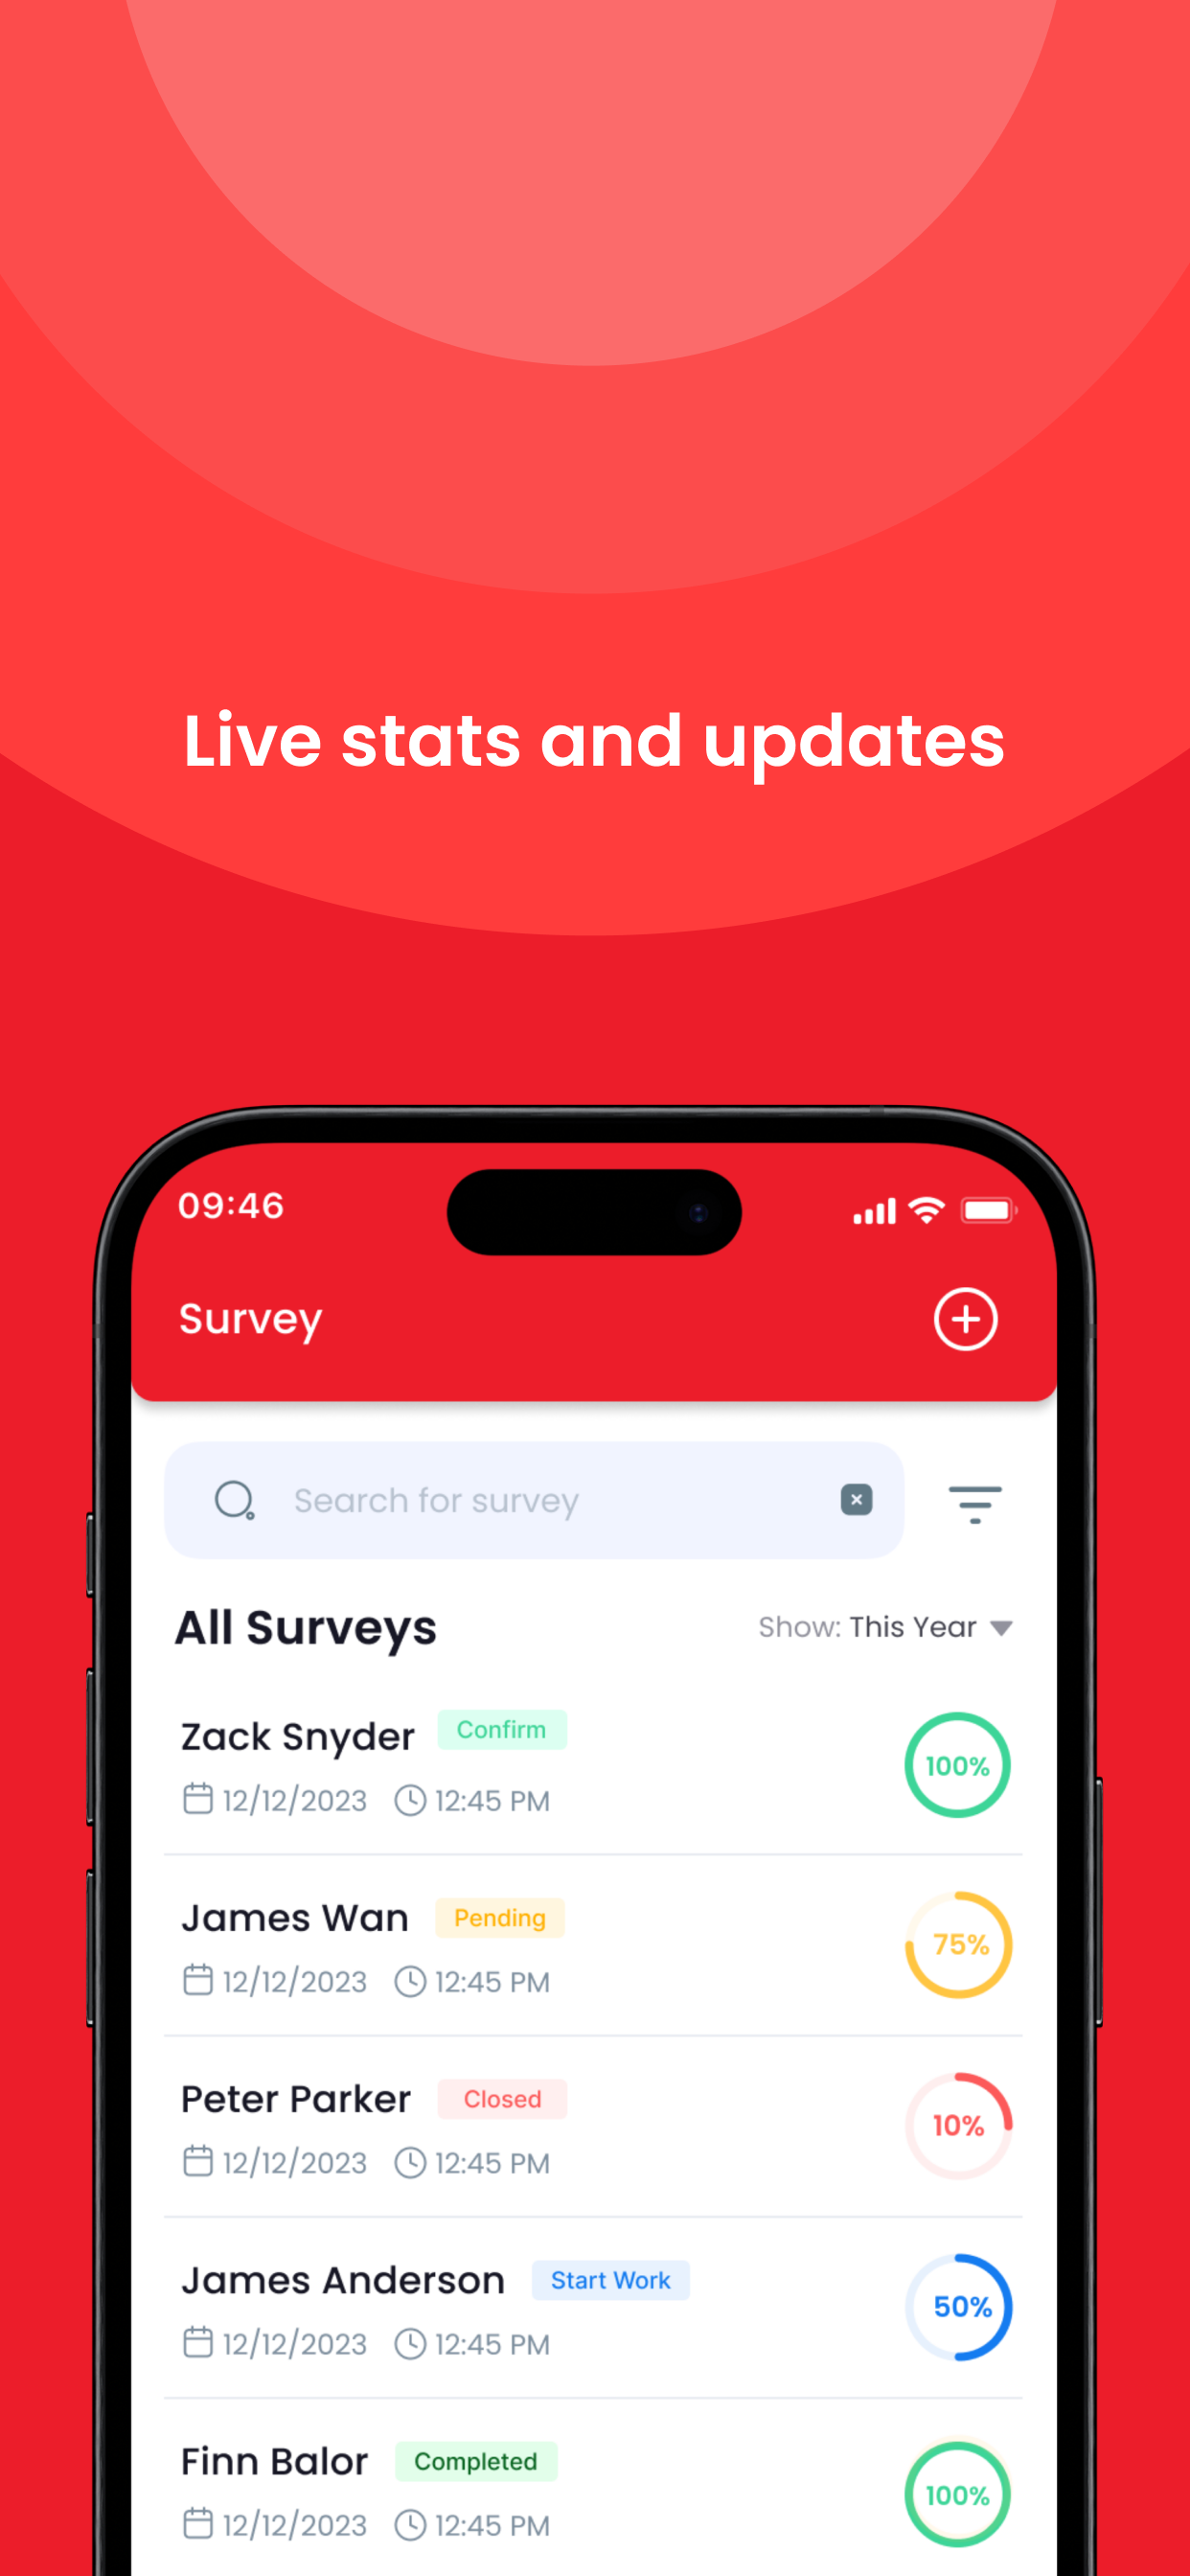 Live stats and updates
09:46
Survey
Search for survey
All Surveys
Show: This Year
Zack Snyder Confirm
12/12/2023 12:45 PM
100%
James Wan Pending
12/12/2023 12:45 PM
75%
Peter Parker Closed
12/12/2023 12:45 PM
10%
James Anderson Start Work
12/12/2023 12:45 PM
50%
Finn Balor Completed
12/12/2023 12:45 PM
100%